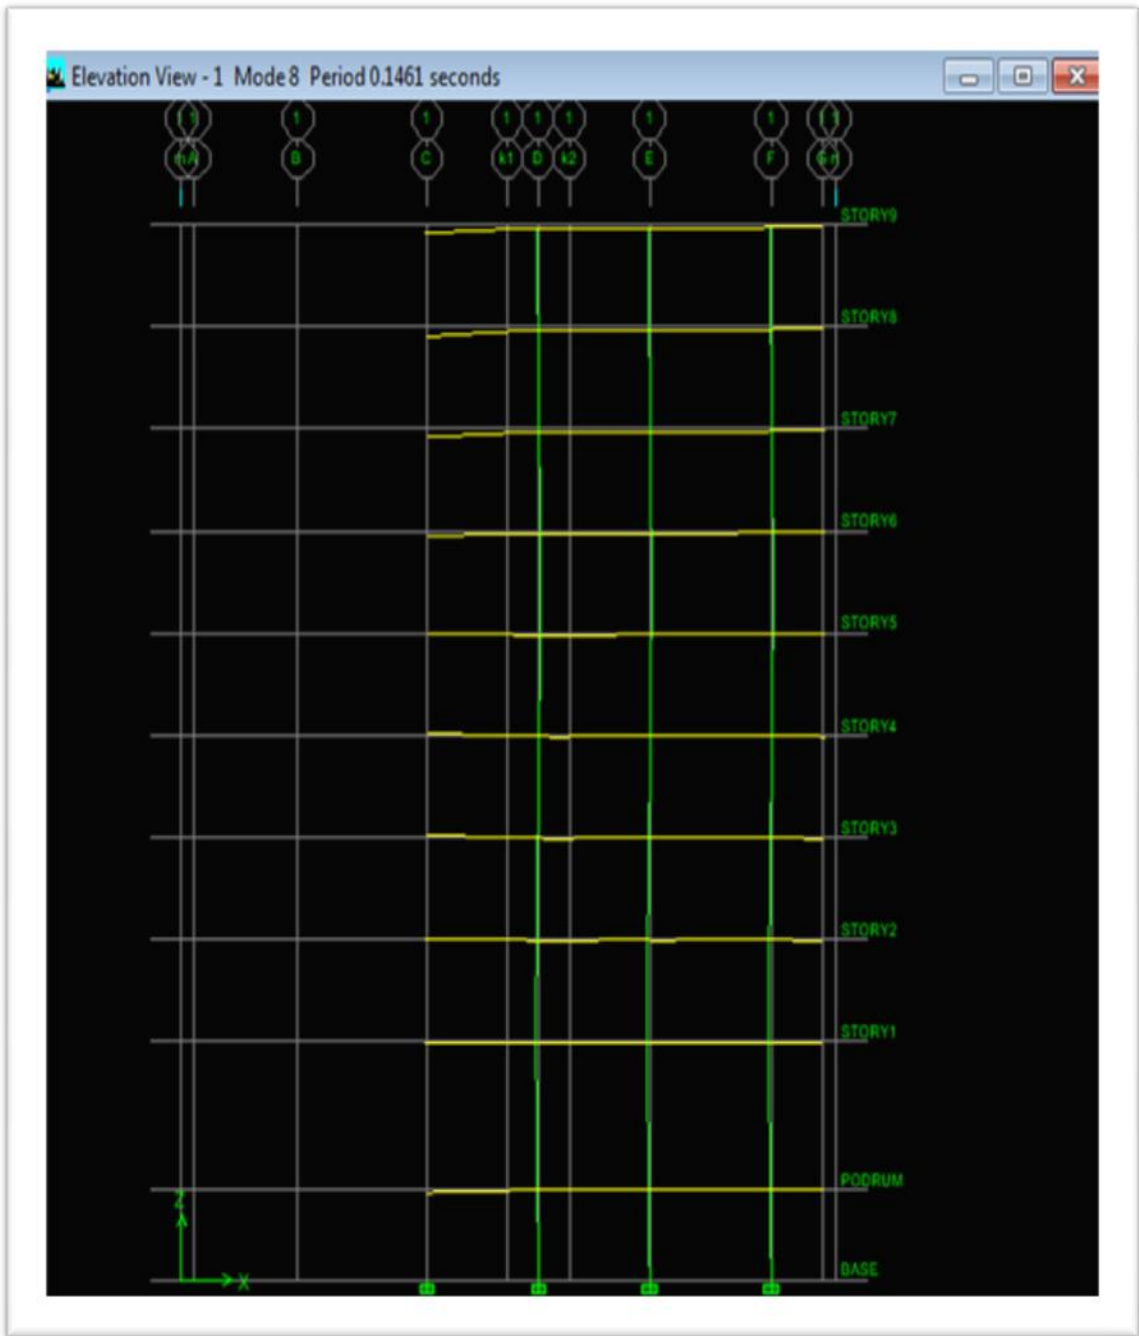 Elevation View - 1 Mode 8 Period 0.1461 seconds
1 1 1 1 1 1 1
A B C k1 D k2 E F G
STORY9
STORY8
STORY7
STORY6
STORY5
STORY4
STORY3
STORY2
STORY1
PODRUM
Z
X
BASE